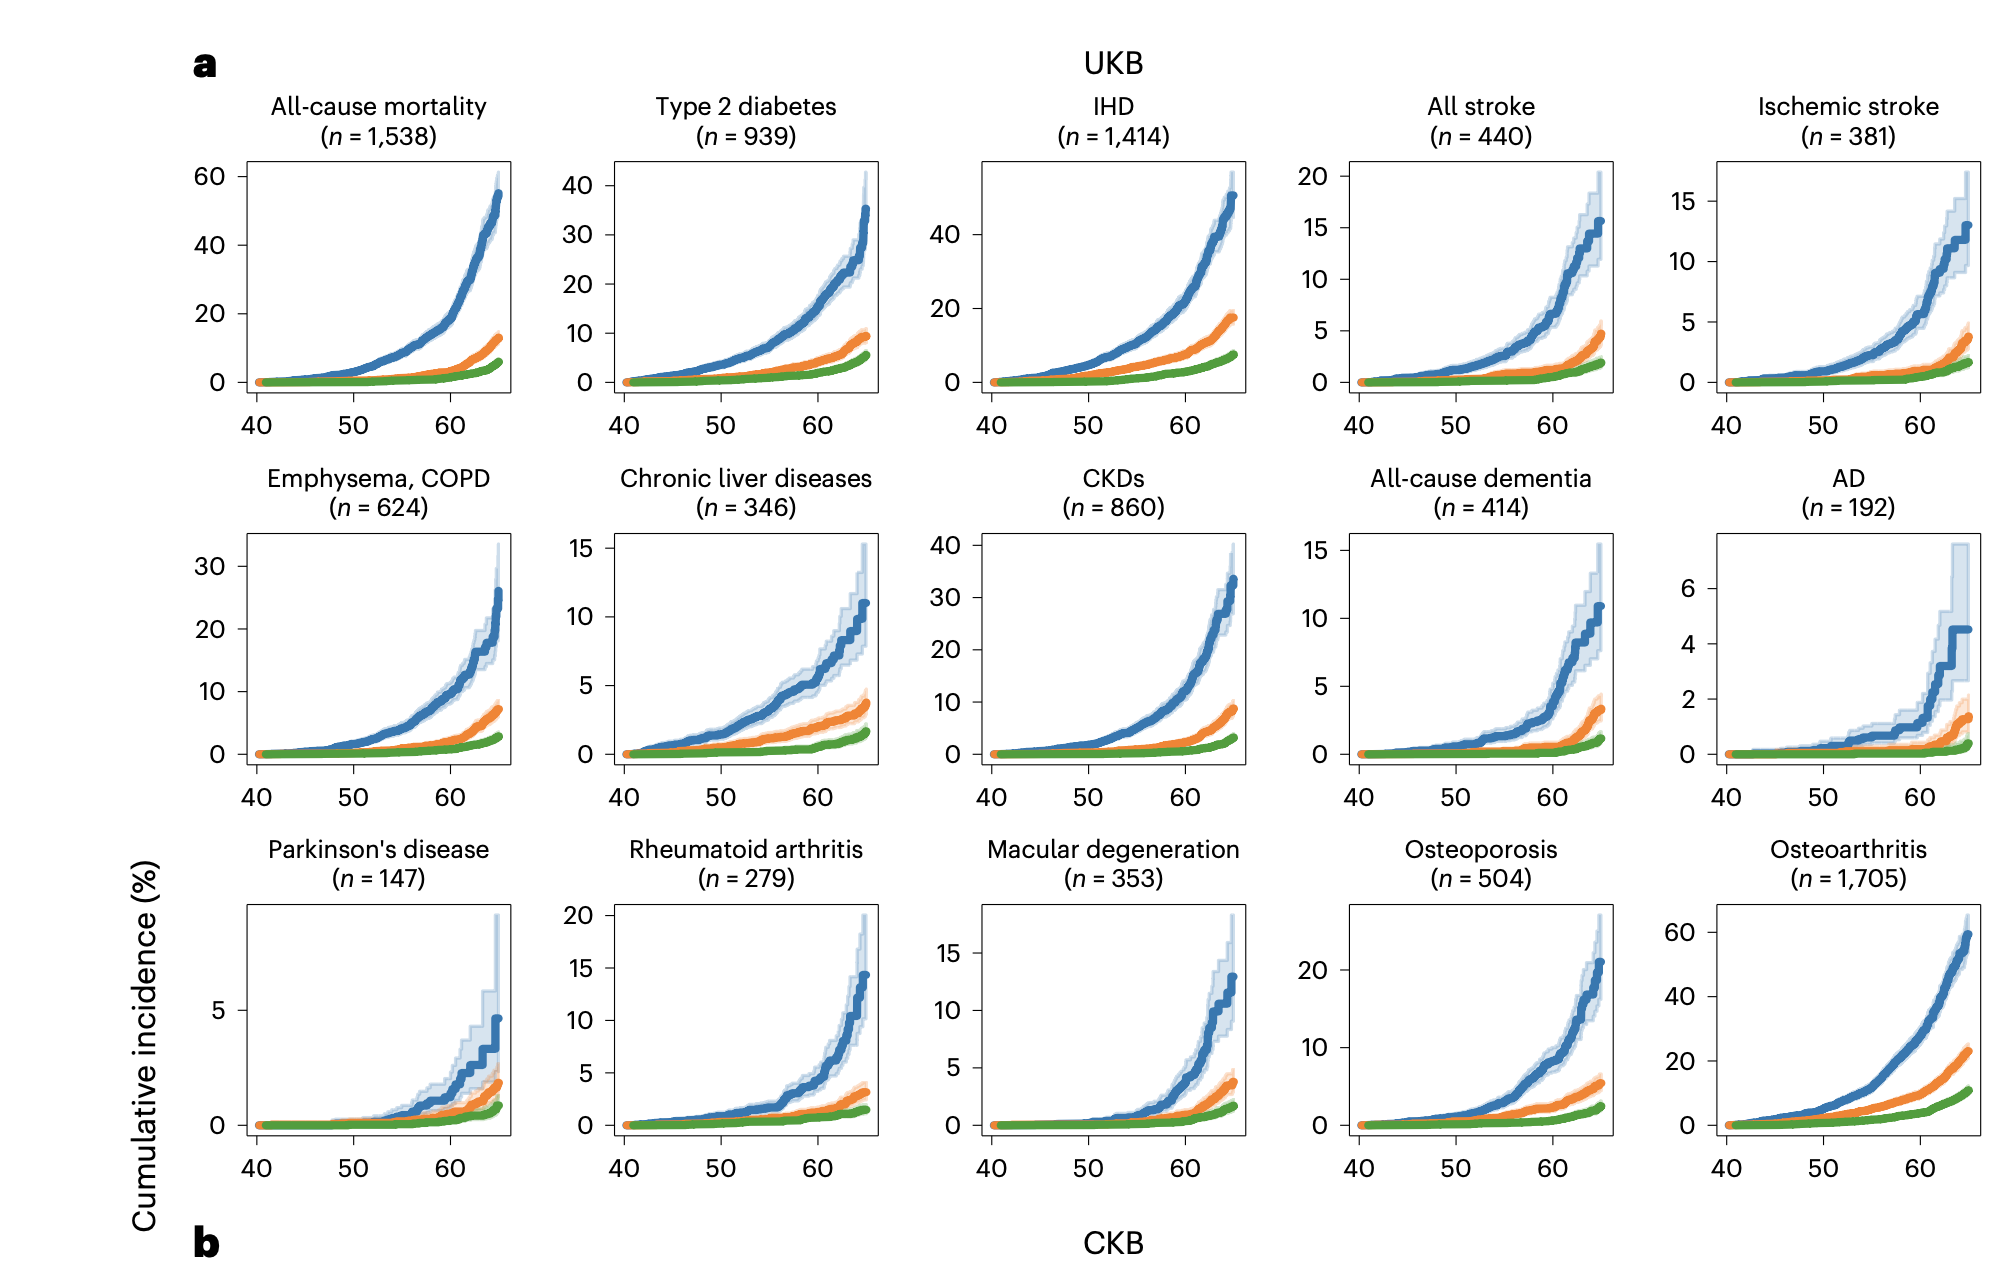 a
UKB
All-cause mortality
(n = 1,538)
Type 2 diabetes
(n = 939)
IHD
(n = 1,414)
All stroke
(n = 440)
Ischemic stroke
(n = 381)
60
40
20
0
40 50 60
40
30
20
10
0
40 50 60
40
20
0
40 50 60
20
15
10
5
0
40 50 60
15
10
5
0
40 50 60
Emphysema, COPD
(n = 624)
Chronic liver diseases
(n = 346)
CKDs
(n = 860)
All-cause dementia
(n = 414)
AD
(n = 192)
30
20
10
0
40 50 60
15
10
5
0
40 50 60
40
30
20
10
0
40 50 60
15
10
5
0
40 50 60
6
4
2
0
40 50 60
Cumulative incidence (%)
Parkinson's disease
(n = 147)
Rheumatoid arthritis
(n = 279)
Macular degeneration
(n = 353)
Osteoporosis
(n = 504)
Osteoarthritis
(n = 1,705)
5
0
40 50 60
20
15
10
5
0
40 50 60
15
10
5
0
40 50 60
20
10
0
40 50 60
60
40
20
0
40 50 60
b
CKB